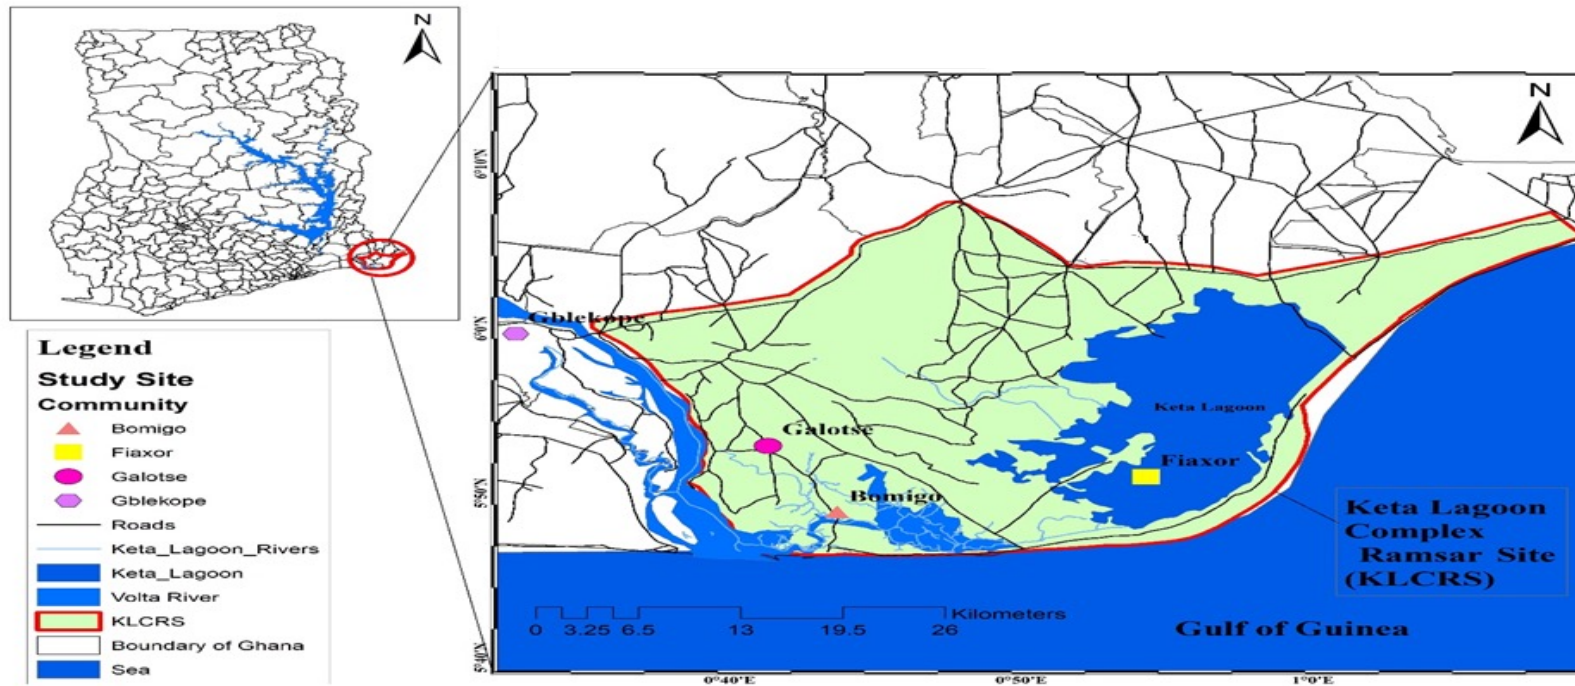 N
N
6°10'N
6°0'N
5°50'N
5°40'N
Gblekope
Keta Lagoon
Galotse
Fiaxor
Bomigo
Keta Lagoon
Complex
Ramsar Site
(KLCRS)
Kilometers
0 3.25 6.5 13 19.5 26
Gulf of Guinea
0°40'E 0°50'E 1°0'E
Legend
Study Site
Community
Bomigo
Fiaxor
Galotse
Gblekope
Roads
Keta_Lagoon_Rivers
Keta_Lagoon
Volta River
KLCRS
Boundary of Ghana
Sea